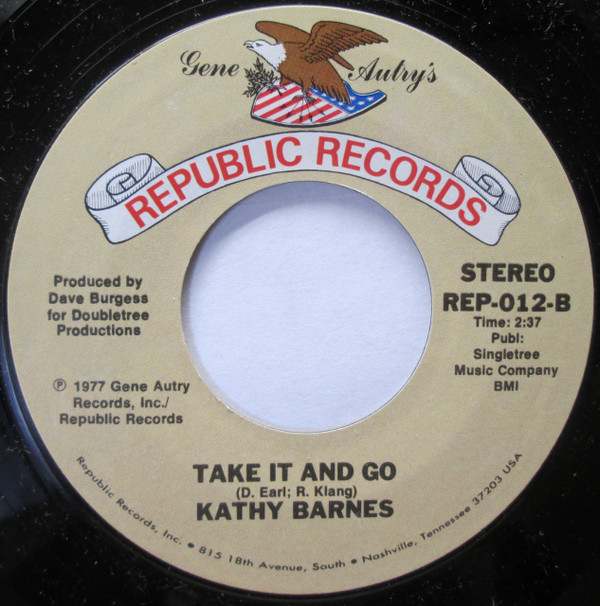 Gene Autry's
REPUBLIC RECORDS
Produced by
Dave Burgess
for Doubletree
Productions
℗ 1977 Gene Autry
Records, Inc./
Republic Records
STEREO
REP-012-B
Time: 2:37
Publ:
Singletree
Music Company
BMI
TAKE IT AND GO
(D. Earl; R. Klang)
KATHY BARNES
Republic Records, Inc. • 815 18th Avenue, South • Nashville, Tennessee 37203 USA